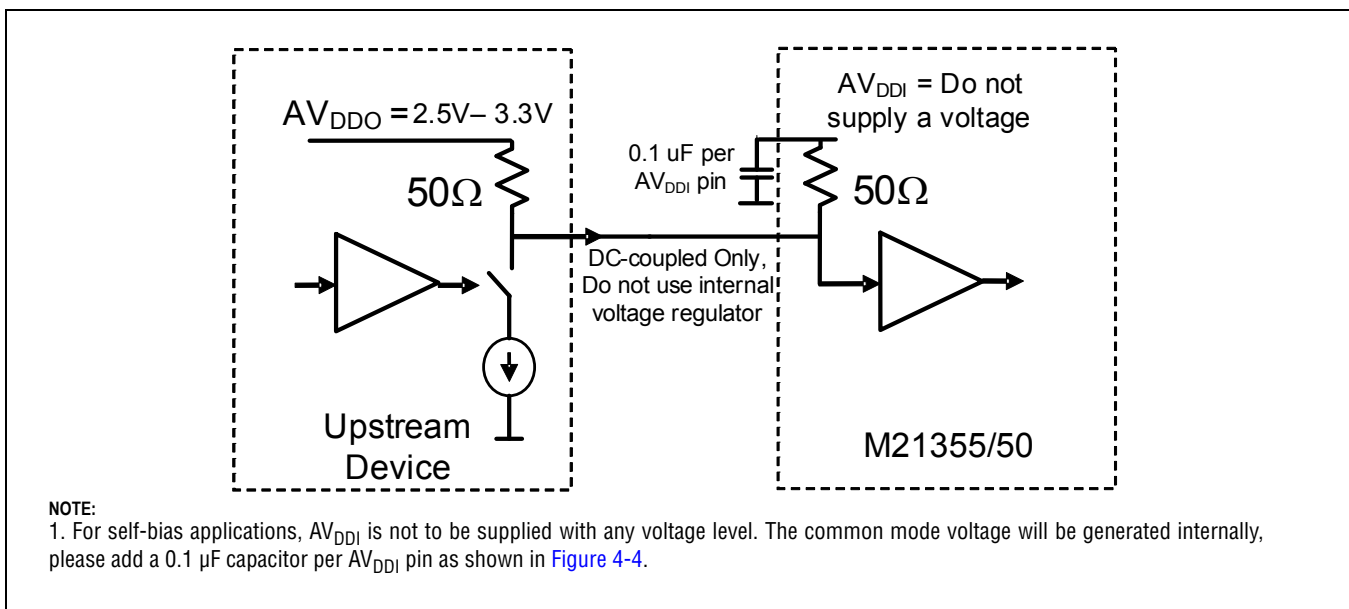 AVDDO = 2.5V– 3.3V
50Ω
Upstream
Device
0.1 uF per
AVDDI pin
DC-coupled Only,
Do not use internal
voltage regulator
AVDDI = Do not
supply a voltage
50Ω
M21355/50
NOTE:
1. For self-bias applications, AVDDI is not to be supplied with any voltage level. The common mode voltage will be generated internally,
please add a 0.1 µF capacitor per AVDDI pin as shown in Figure 4-4.